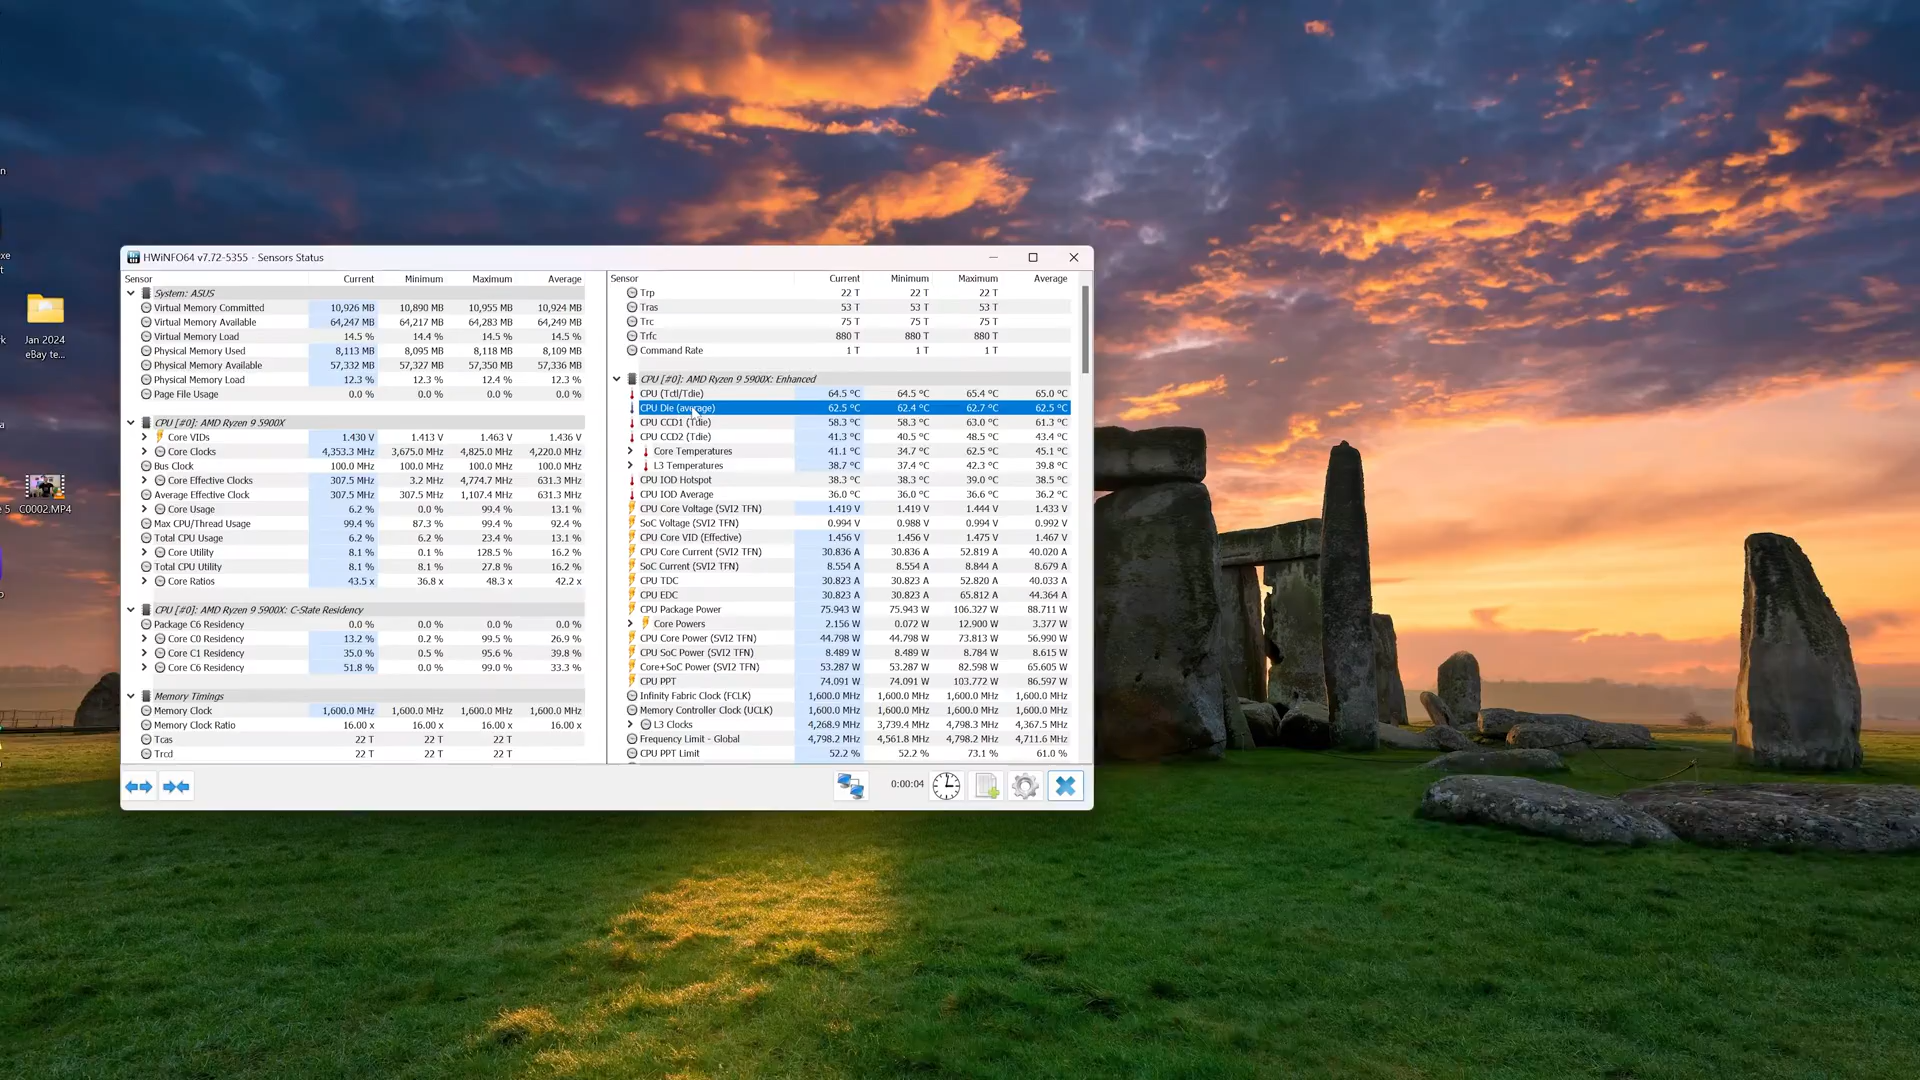 n
xe
t
rk
Jan 2024
eBay te...
a
e 5
C0002.MP4
o
HWiNFO64 v7.72-5355 - Sensors Status
Sensor Current Minimum Maximum Average
System: ASUS
Virtual Memory Committed 10,926 MB 10,890 MB 10,955 MB 10,924 MB
Virtual Memory Available 64,247 MB 64,217 MB 64,283 MB 64,249 MB
Virtual Memory Load 14.5 % 14.4 % 14.5 % 14.5 %
Physical Memory Used 8,113 MB 8,095 MB 8,118 MB 8,109 MB
Physical Memory Available 57,332 MB 57,327 MB 57,350 MB 57,336 MB
Physical Memory Load 12.3 % 12.3 % 12.4 % 12.3 %
Page File Usage 0.0 % 0.0 % 0.0 % 0.0 %
CPU [#0]: AMD Ryzen 9 5900X
Core VIDs 1.430 V 1.413 V 1.463 V 1.436 V
Core Clocks 4,353.3 MHz 3,675.0 MHz 4,825.0 MHz 4,220.0 MHz
Bus Clock 100.0 MHz 100.0 MHz 100.0 MHz 100.0 MHz
Core Effective Clocks 307.5 MHz 3.2 MHz 4,774.7 MHz 631.3 MHz
Average Effective Clock 307.5 MHz 307.5 MHz 1,107.4 MHz 631.3 MHz
Core Usage 6.2 % 0.0 % 99.4 % 13.1 %
Max CPU/Thread Usage 99.4 % 87.3 % 99.4 % 92.4 %
Total CPU Usage 6.2 % 6.2 % 23.4 % 13.1 %
Core Utility 8.1 % 0.1 % 128.5 % 16.2 %
Total CPU Utility 8.1 % 8.1 % 27.8 % 16.2 %
Core Ratios 43.5 x 36.8 x 48.3 x 42.2 x
CPU [#0]: AMD Ryzen 9 5900X: C-State Residency
Package C6 Residency 0.0 % 0.0 % 0.0 % 0.0 %
Core C0 Residency 13.2 % 0.2 % 99.5 % 26.9 %
Core C1 Residency 35.0 % 0.5 % 95.6 % 39.8 %
Core C6 Residency 51.8 % 0.0 % 99.0 % 33.3 %
Memory Timings
Memory Clock 1,600.0 MHz 1,600.0 MHz 1,600.0 MHz 1,600.0 MHz
Memory Clock Ratio 16.00 x 16.00 x 16.00 x 16.00 x
Tcas 22 T 22 T 22 T
Trcd 22 T 22 T 22 T
Sensor Current Minimum Maximum Average
Trp 22 T 22 T 22 T
Tras 53 T 53 T 53 T
Trc 75 T 75 T 75 T
Trfc 880 T 880 T 880 T
Command Rate 1 T 1 T 1 T
CPU [#0]: AMD Ryzen 9 5900X: Enhanced
CPU (Tctl/Tdie) 64.5 °C 64.5 °C 65.4 °C 65.0 °C
CPU Die (average) 62.5 °C 62.4 °C 62.7 °C 62.5 °C
CPU CCD1 (Tdie) 58.3 °C 58.3 °C 63.0 °C 61.3 °C
CPU CCD2 (Tdie) 41.3 °C 40.5 °C 48.5 °C 43.4 °C
Core Temperatures 41.1 °C 34.7 °C 62.5 °C 45.1 °C
L3 Temperatures 38.7 °C 37.4 °C 42.3 °C 39.8 °C
CPU IOD Hotspot 38.3 °C 38.3 °C 39.0 °C 38.5 °C
CPU IOD Average 36.0 °C 36.0 °C 36.6 °C 36.2 °C
CPU Core Voltage (SVI2 TFN) 1.419 V 1.419 V 1.444 V 1.433 V
SoC Voltage (SVI2 TFN) 0.994 V 0.988 V 0.994 V 0.992 V
CPU Core VID (Effective) 1.456 V 1.456 V 1.475 V 1.467 V
CPU Core Current (SVI2 TFN) 30.836 A 30.836 A 52.819 A 40.020 A
SoC Current (SVI2 TFN) 8.554 A 8.554 A 8.844 A 8.679 A
CPU TDC 30.823 A 30.823 A 52.820 A 40.033 A
CPU EDC 30.823 A 30.823 A 65.812 A 44.364 A
CPU Package Power 75.943 W 75.943 W 106.327 W 88.711 W
Core Powers 2.156 W 0.072 W 12.900 W 3.377 W
CPU Core Power (SVI2 TFN) 44.798 W 44.798 W 73.813 W 56.990 W
CPU SoC Power (SVI2 TFN) 8.489 W 8.489 W 8.784 W 8.615 W
Core+SoC Power (SVI2 TFN) 53.287 W 53.287 W 82.598 W 65.605 W
CPU PPT 74.091 W 74.091 W 103.772 W 86.597 W
Infinity Fabric Clock (FCLK) 1,600.0 MHz 1,600.0 MHz 1,600.0 MHz 1,600.0 MHz
Memory Controller Clock (UCLK) 1,600.0 MHz 1,600.0 MHz 1,600.0 MHz 1,600.0 MHz
L3 Clocks 4,268.9 MHz 3,739.4 MHz 4,798.3 MHz 4,367.5 MHz
Frequency Limit - Global 4,798.2 MHz 4,561.8 MHz 4,798.2 MHz 4,711.6 MHz
CPU PPT Limit 52.2 % 52.2 % 73.1 % 61.0 %
0:00:04